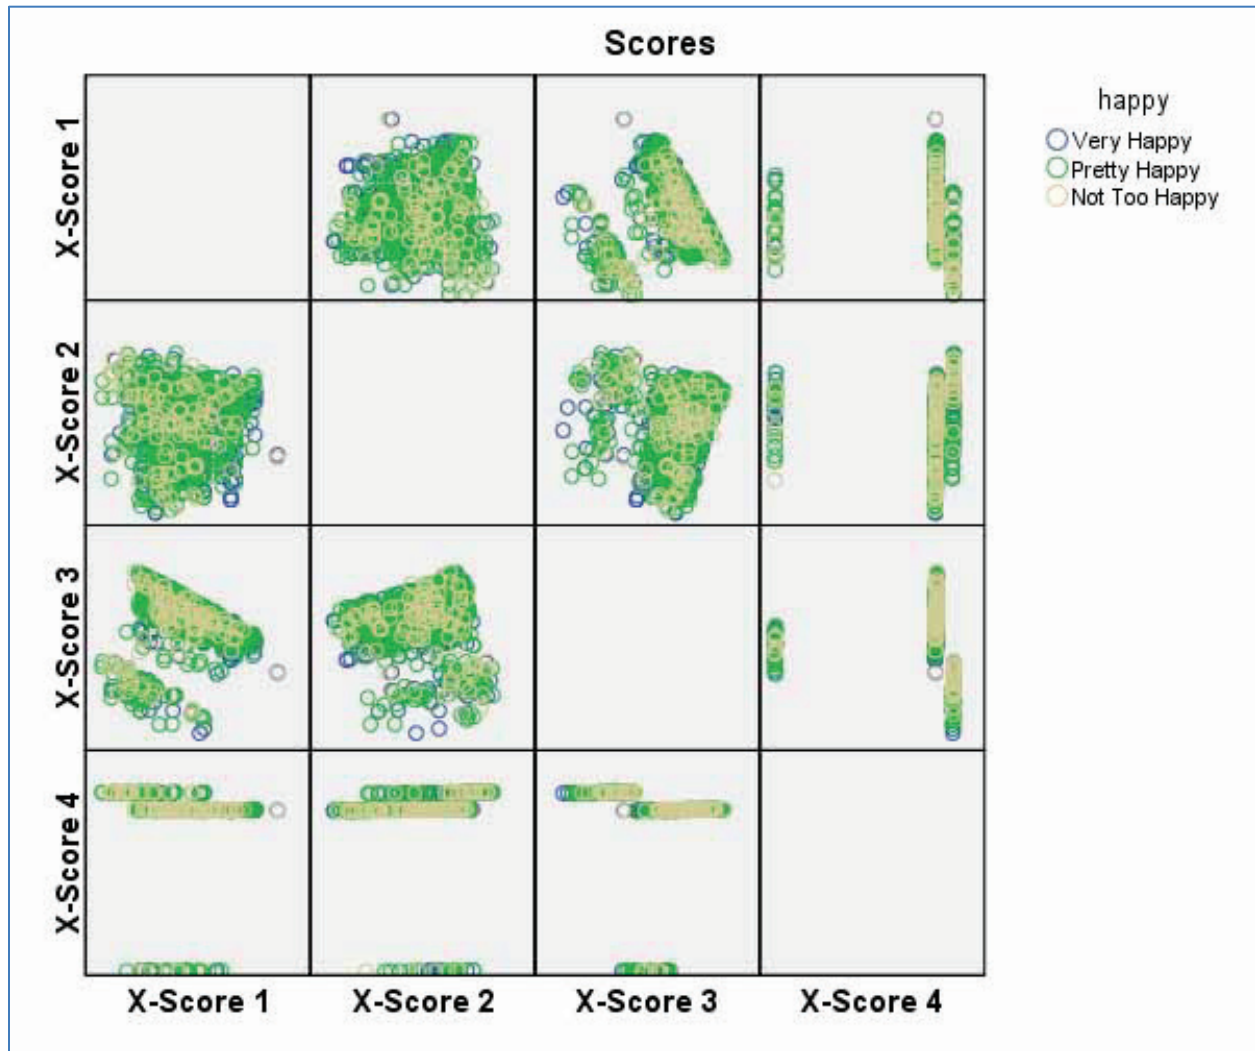 Scores
happy
Very Happy
Pretty Happy
Not Too Happy
X-Score 1
X-Score 2
X-Score 3
X-Score 4
X-Score 1
X-Score 2
X-Score 3
X-Score 4